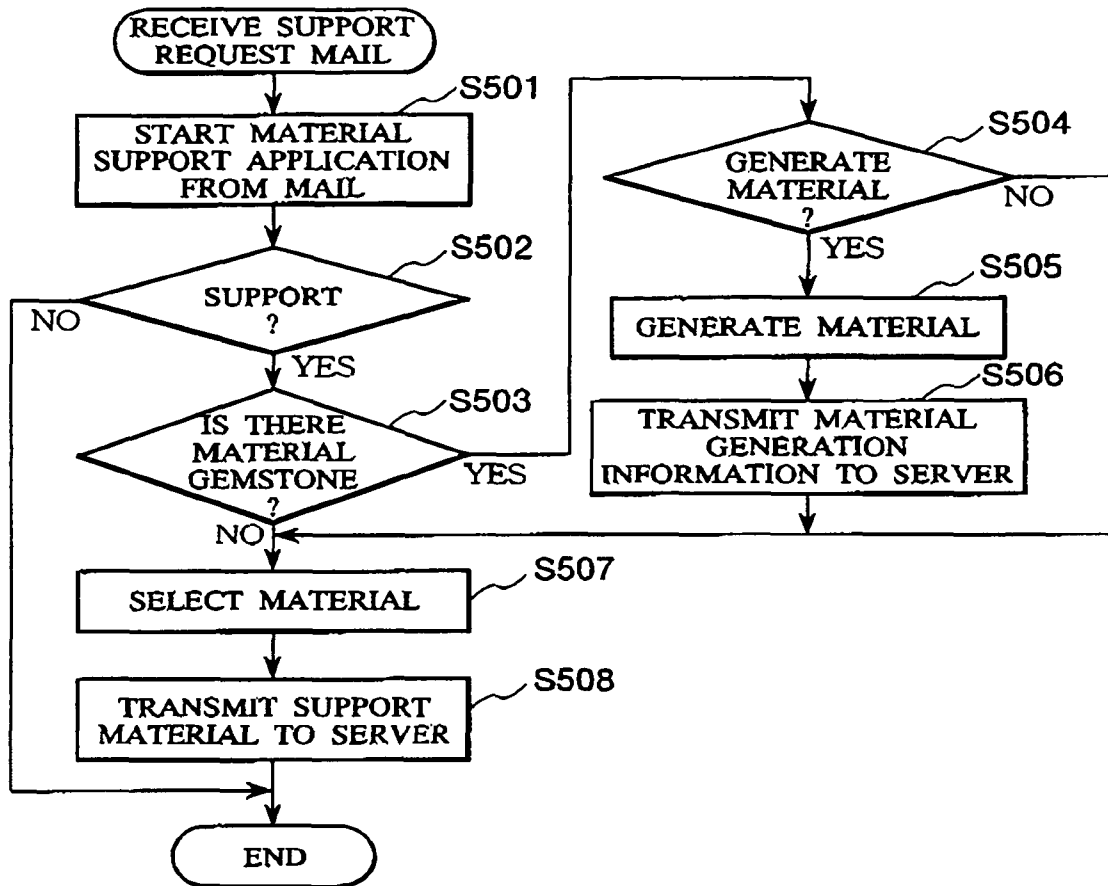 RECEIVE SUPPORT
REQUEST MAIL
S501
START MATERIAL
SUPPORT APPLICATION
FROM MAIL
S502
SUPPORT
?
NO
YES
S503
IS THERE
MATERIAL
GEMSTONE
?
YES
NO
S504
GENERATE
MATERIAL
?
NO
YES
S505
GENERATE MATERIAL
S506
TRANSMIT MATERIAL
GENERATION
INFORMATION TO SERVER
S507
SELECT MATERIAL
S508
TRANSMIT SUPPORT
MATERIAL TO SERVER
END